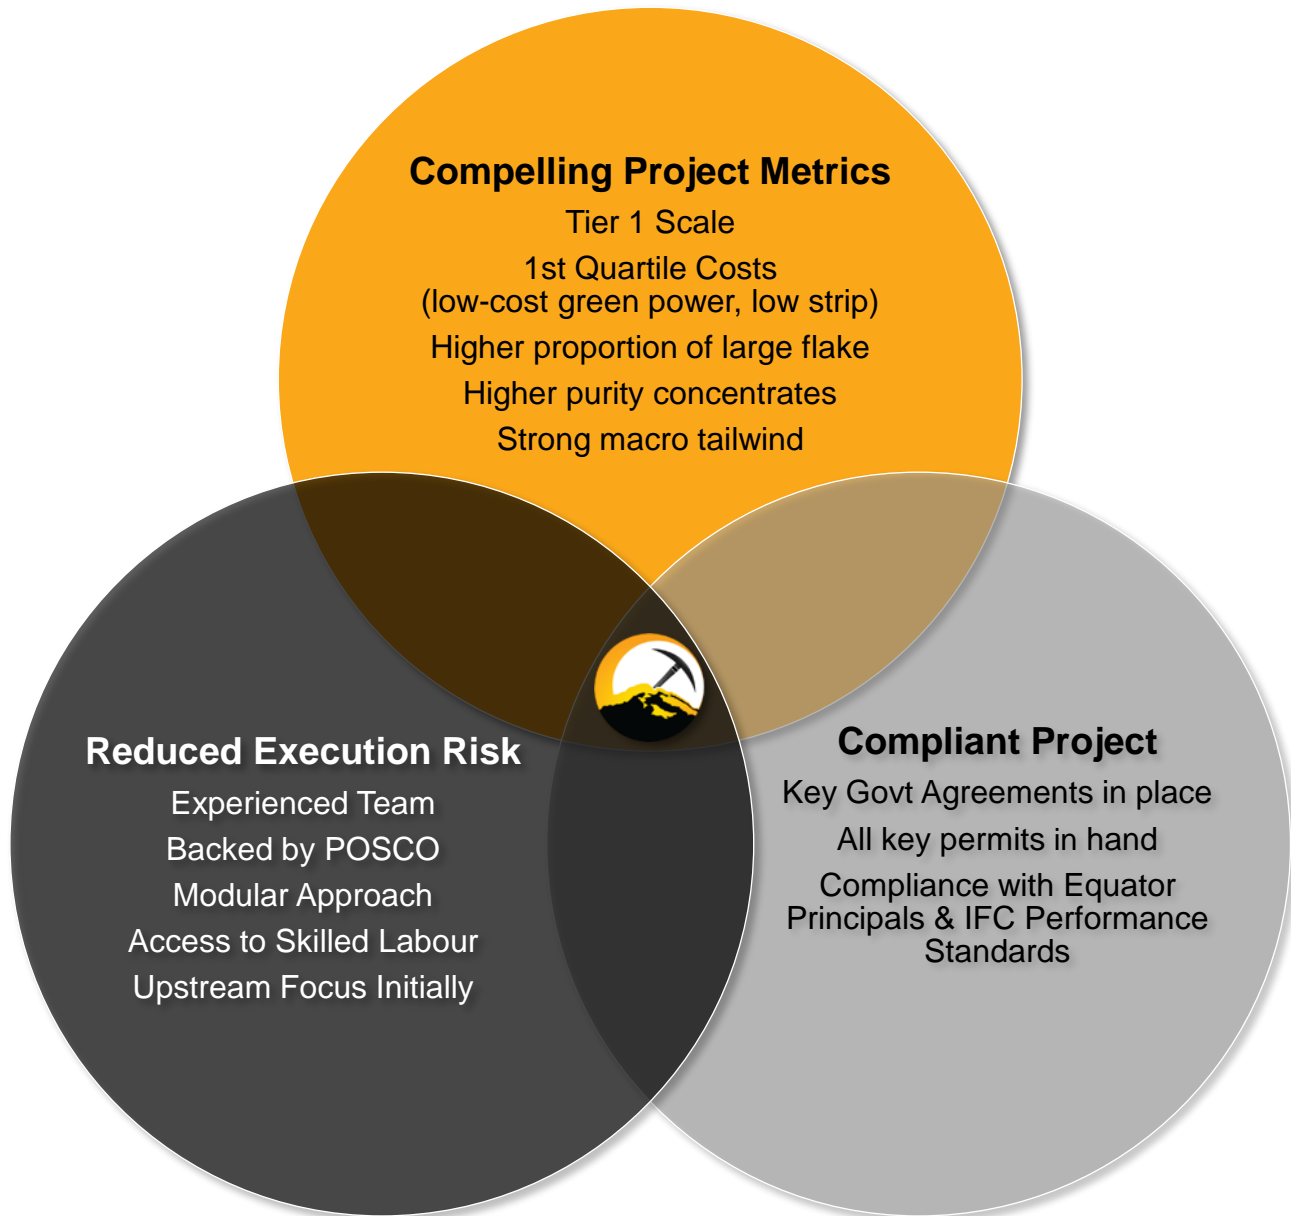 Compelling Project Metrics
Tier 1 Scale
1st Quartile Costs
(low-cost green power, low strip)
Higher proportion of large flake
Higher purity concentrates
Strong macro tailwind
Reduced Execution Risk
Experienced Team
Backed by POSCO
Modular Approach
Access to Skilled Labour
Upstream Focus Initially
Compliant Project
Key Govt Agreements in place
All key permits in hand
Compliance with Equator
Principals & IFC Performance
Standards